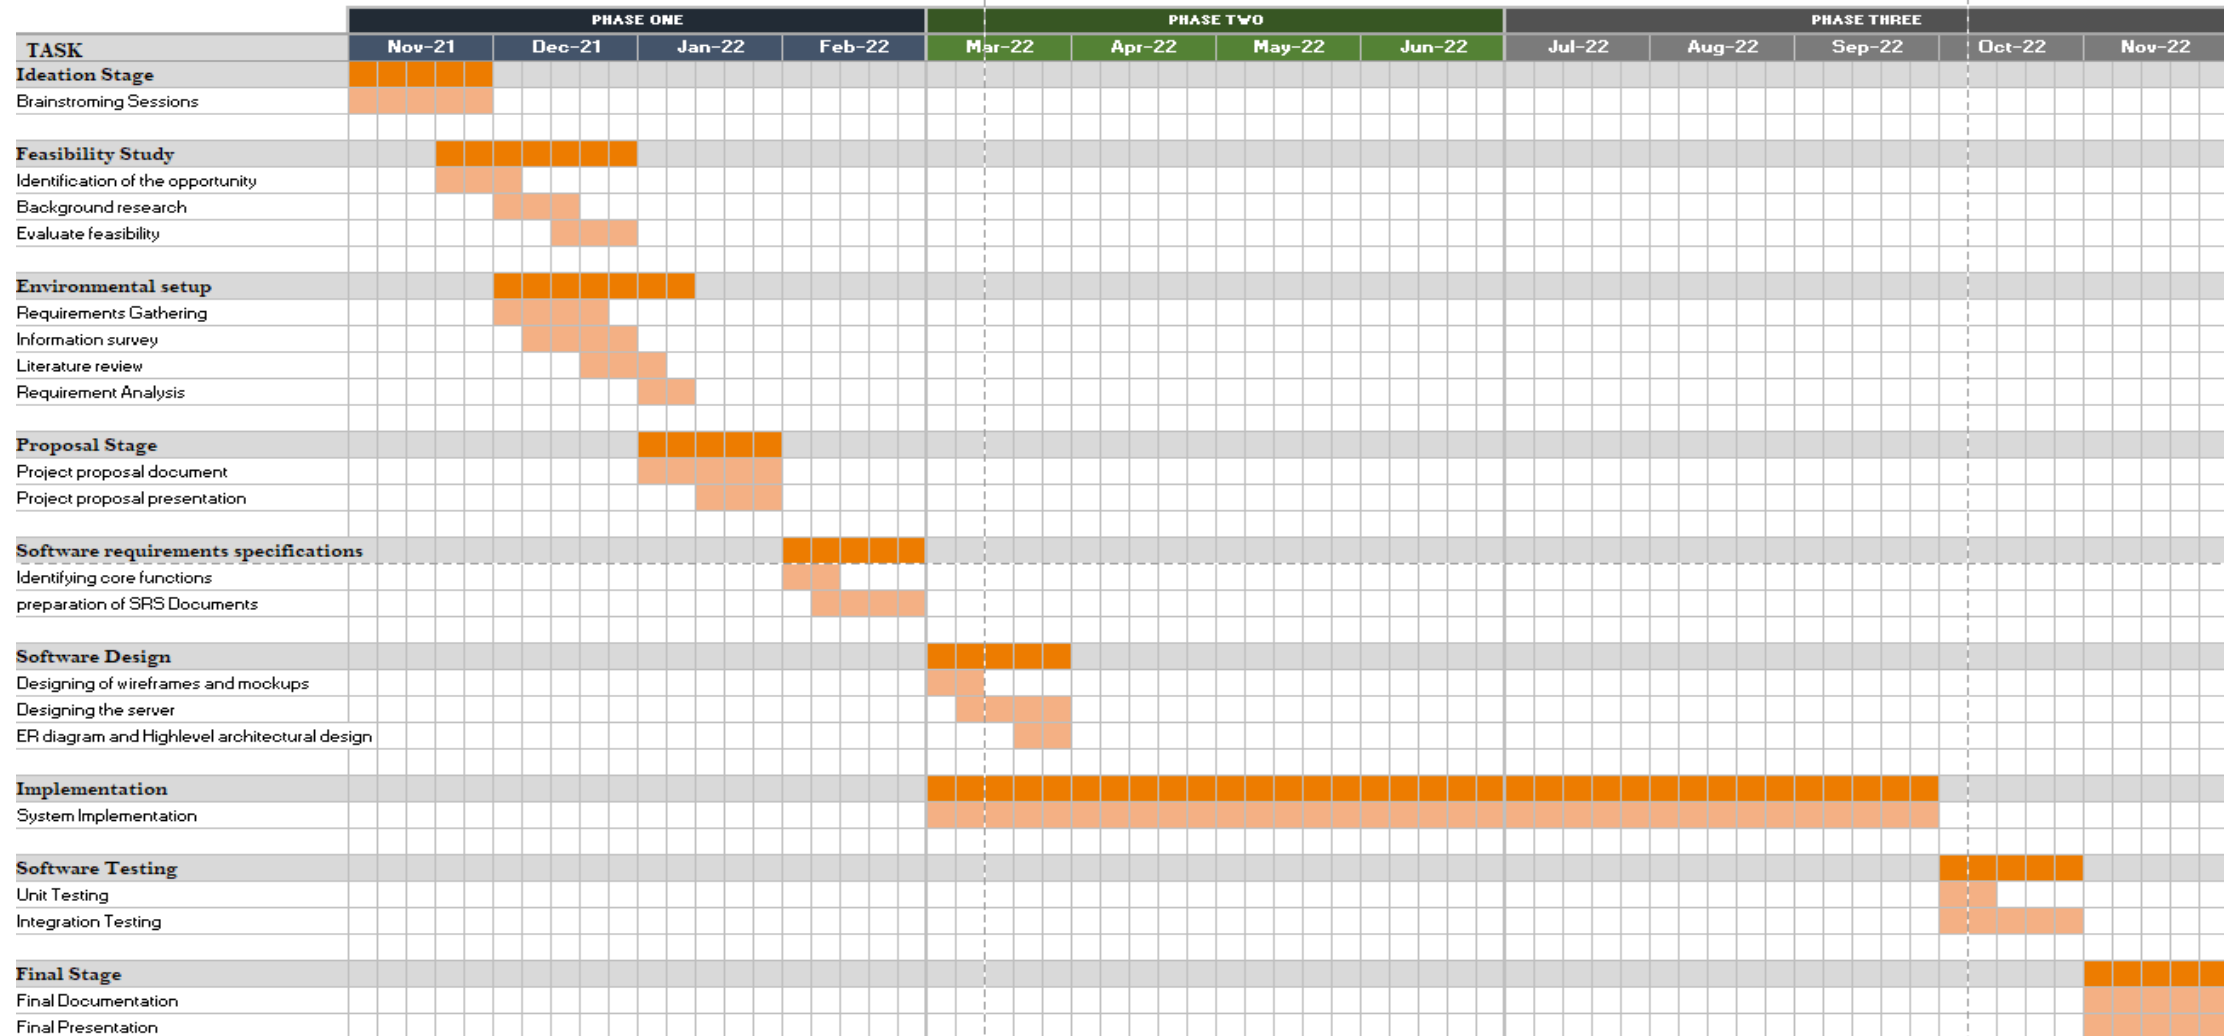 PHASE ONE PHASE TWO PHASE THREE
TASK Nov-21 Dec-21 Jan-22 Feb-22 Mar-22 Apr-22 May-22 Jun-22 Jul-22 Aug-22 Sep-22 Oct-22 Nov-22
Ideation Stage
Brainstroming Sessions
Feasibility Study
Identification of the opportunity
Background research
Evaluate feasibility
Environmental setup
Requirements Gathering
Information survey
Literature review
Requirement Analysis
Proposal Stage
Project proposal document
Project proposal presentation
Software requirements specifications
Identifying core functions
preparation of SRS Documents
Software Design
Designing of wireframes and mockups
Designing the server
ER diagram and Highlevel architectural design
Implementation
System Implementation
Software Testing
Unit Testing
Integration Testing
Final Stage
Final Documentation
Final Presentation